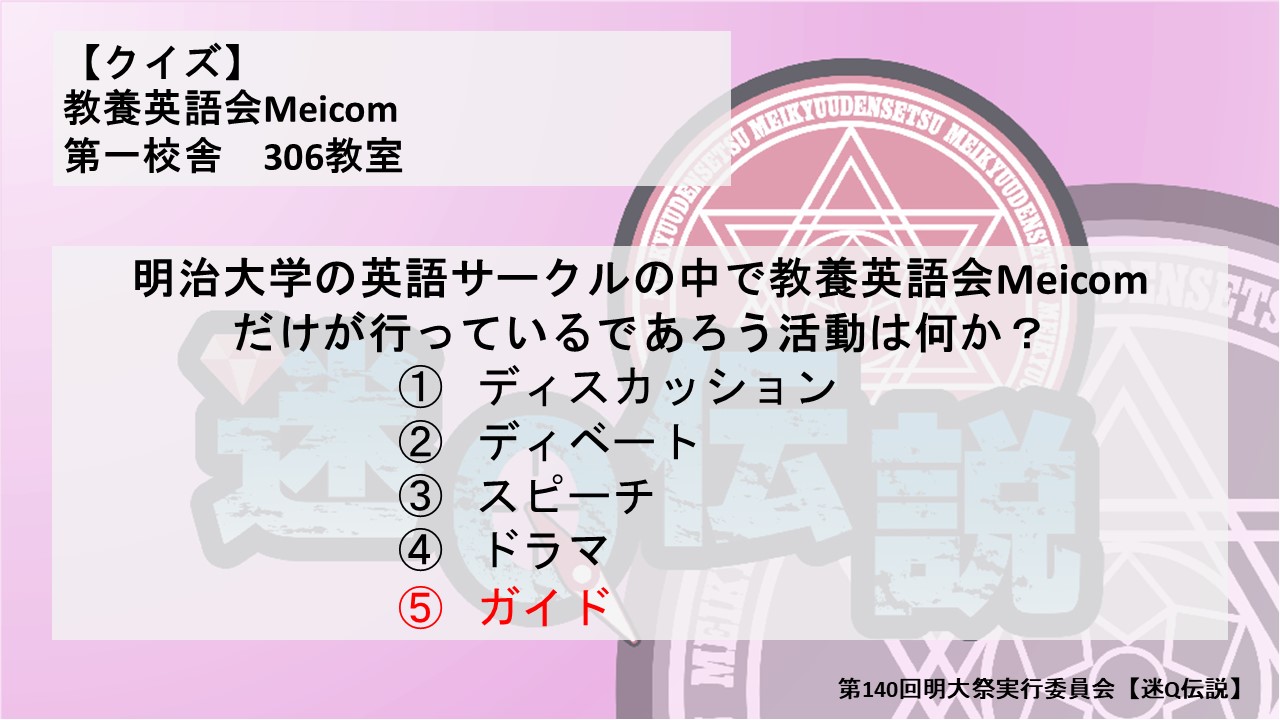 【クイズ】
教養英語会Meicom
第一校舎　306教室
MEIKYUUDENSETSU MEIKYUUDENSETSU MEIKYUUDENSETSU
明治大学の英語サークルの中で教養英語会Meicom
だけが行っているであろう活動は何か？
①　ディスカッション
②　ディベート
③　スピーチ
④　ドラマ
⑤　ガイド
迷Q伝説
第140回明大祭実行委員会【迷Q伝説】